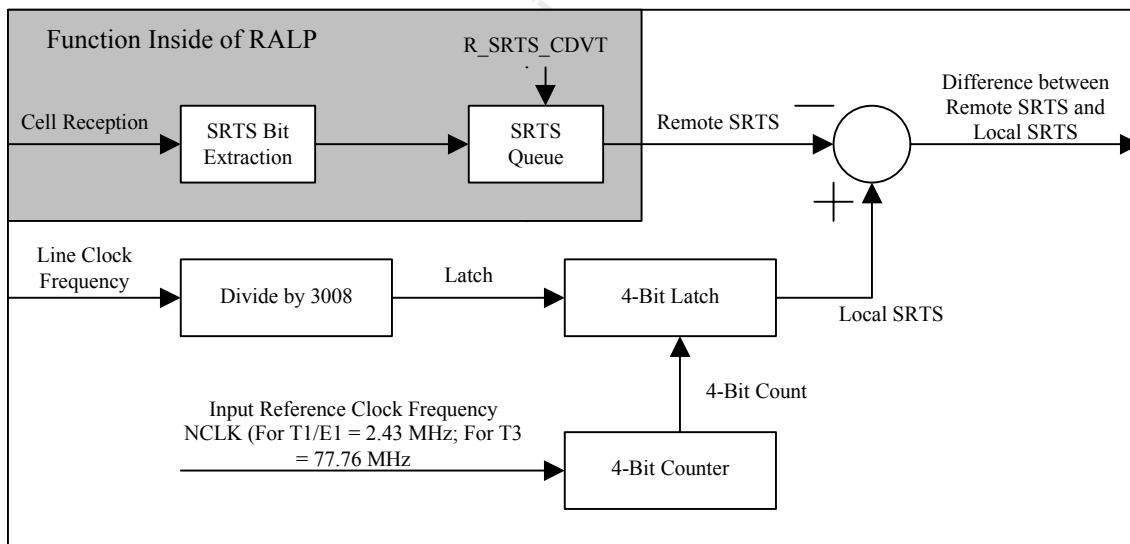 Function Inside of RALP
R_SRTS_CDVT
Cell Reception
SRTS Bit
Extraction
SRTS
Queue
Remote SRTS
Difference between
Remote SRTS and
Local SRTS
Line Clock
Frequency
Divide by 3008
Latch
4-Bit Latch
Local SRTS
4-Bit Count
Input Reference Clock Frequency
NCLK (For T1/E1 = 2.43 MHz; For T3
= 77.76 MHz
4-Bit Counter